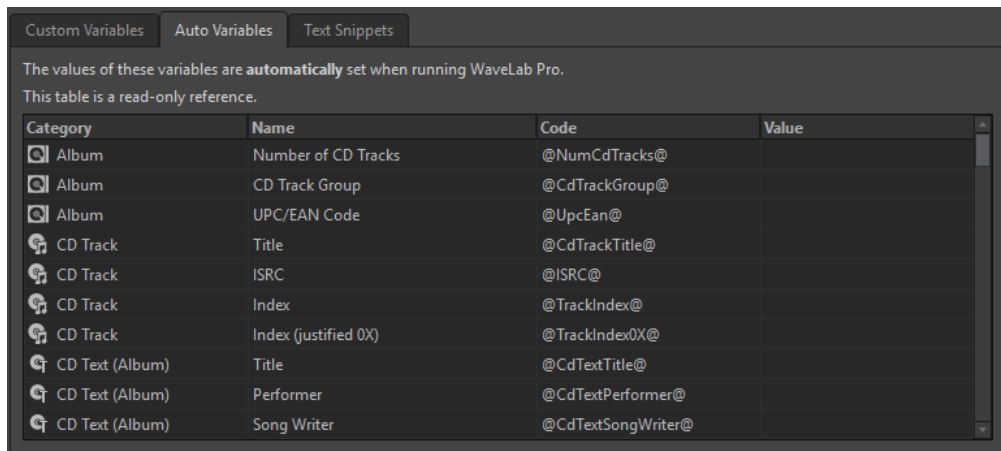 Custom Variables Auto Variables Text Snippets
The values of these variables are automatically set when running WaveLab Pro.
This table is a read-only reference.
Category Name Code Value
Album Number of CD Tracks @NumCdTracks@
Album CD Track Group @CdTrackGroup@
Album UPC/EAN Code @UpcEan@
CD Track Title @CdTrackTitle@
CD Track ISRC @ISRC@
CD Track Index @TrackIndex@
CD Track Index (justified 0X) @TrackIndex0X@
CD Text (Album) Title @CdTextTitle@
CD Text (Album) Performer @CdTextPerformer@
CD Text (Album) Song Writer @CdTextSongWriter@